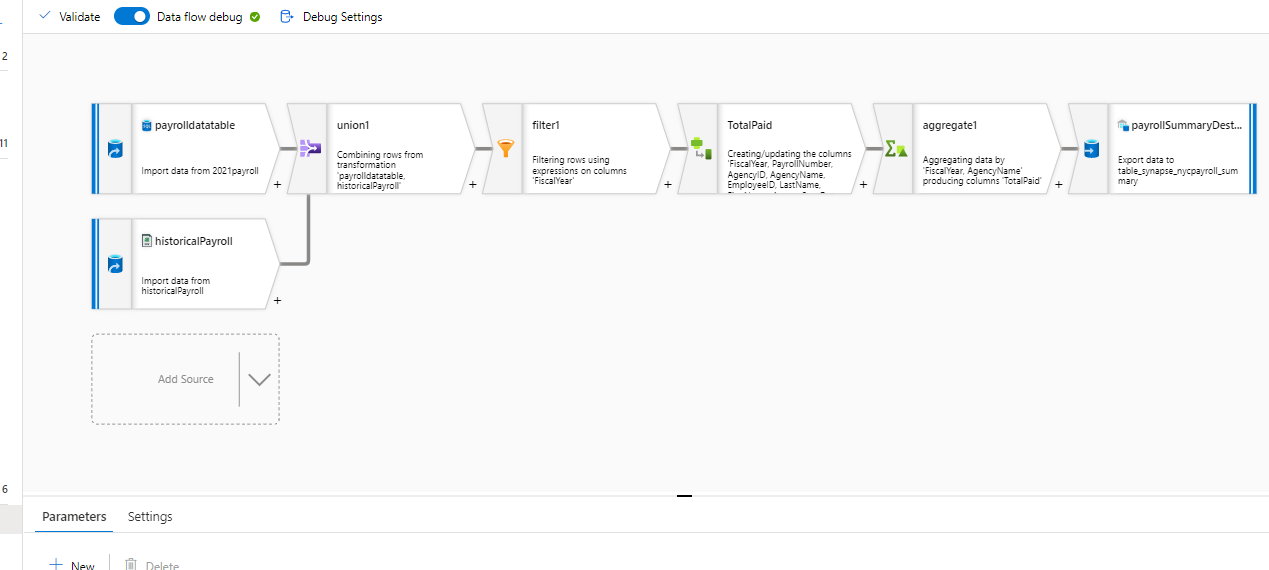 Validate
Data flow debug
Debug Settings
2
11
6
payrolldatatable
Import data from 2021payroll
+
union1
Combining rows from
transformation
'payrolldatatable,
historicalPayroll'
+
filter1
Filtering rows using
expressions on columns
'FiscalYear'
+
TotalPaid
Creating/updating the columns
'FiscalYear, PayrollNumber,
AgencyID, AgencyName,
EmployeeID, LastName,
+
aggregate1
Aggregating data by
'FiscalYear, AgencyName'
producing columns 'TotalPaid'
+
payrollSummaryDest...
Export data to
table_synapse_nycpayroll_sum
mary
historicalPayroll
Import data from
historicalPayroll
+
Add Source
Parameters
Settings
New
Delete